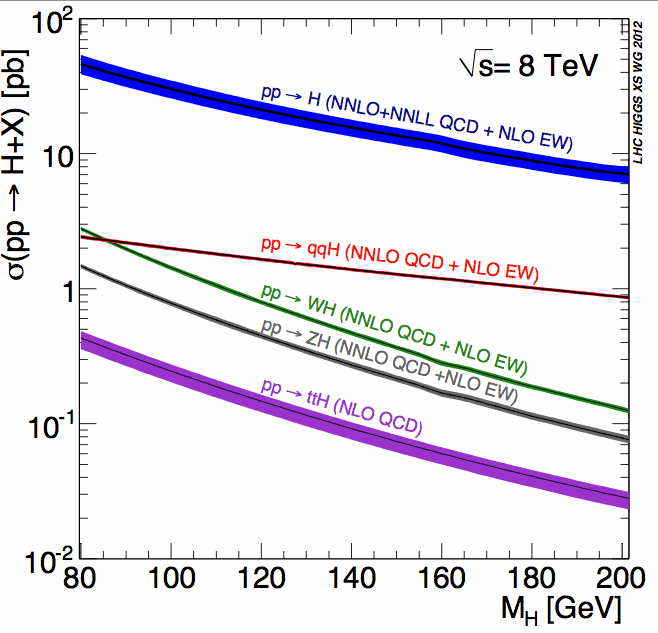 10²
10
1
10⁻¹
10⁻²
σ(pp → H+X) [pb]
√s= 8 TeV
LHC HIGGS XS WG 2012
pp → H (NNLO+NNLL QCD + NLO EW)
pp → qqH (NNLO QCD + NLO EW)
pp → WH (NNLO QCD + NLO EW)
pp → ZH (NNLO QCD +NLO EW)
pp → ttH (NLO QCD)
80 100 120 140 160 180 200
M_H [GeV]